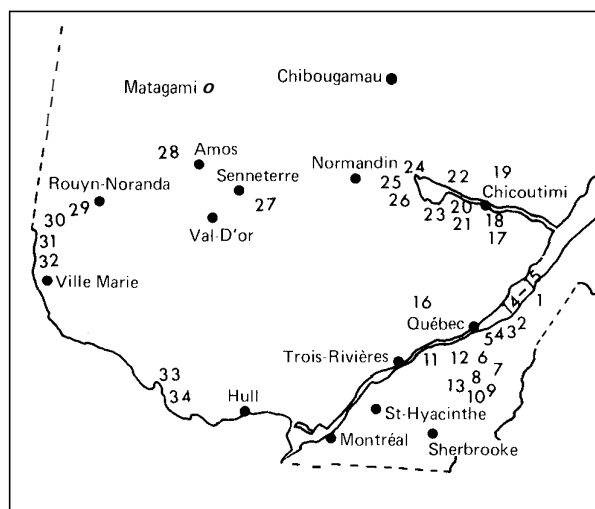 Chibougamau
Matagami
28 Amos
Normandin 24 22 19
Rouyn-Noranda Senneterre 25 Chicoutimi
29 27 26 23 20 18
30 Val-D'or 21 17
31
32
Ville Marie
16 14-15 1
Québec
5 4 3 2
Trois-Rivières 11 12 6
33 13 8 7
34 10 9
Hull St-Hyacinthe
Montréal Sherbrooke